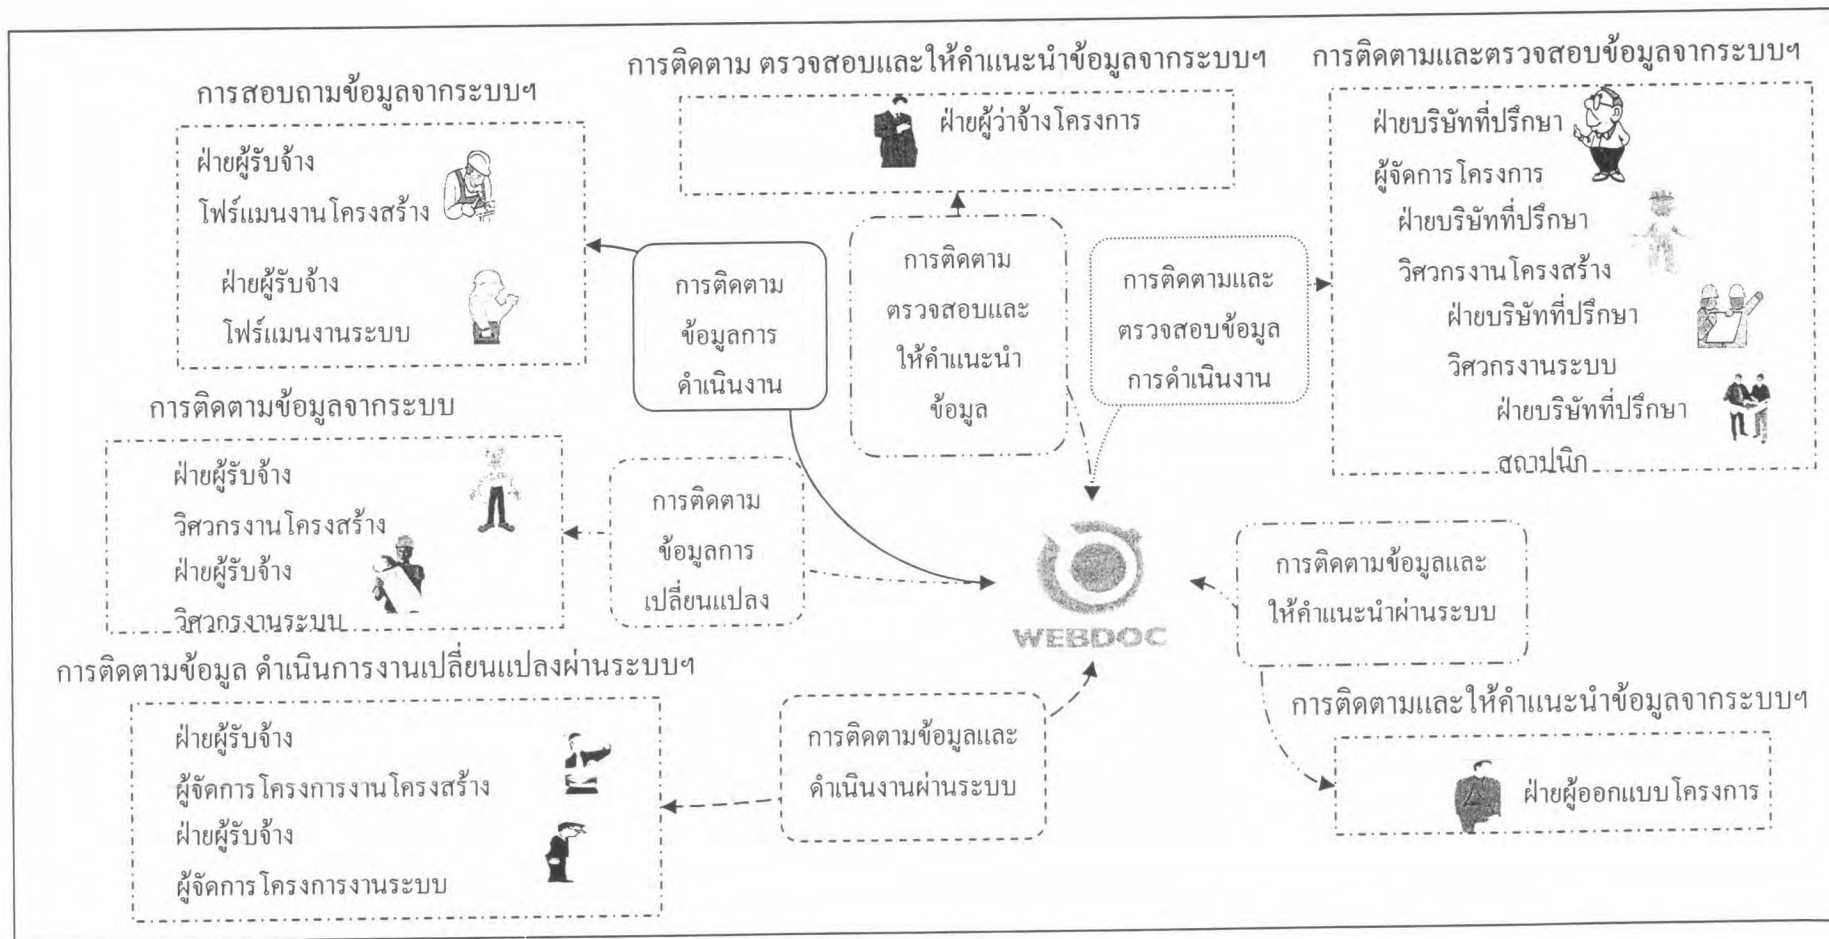 การสอบถามข้อมูลจากระบบฯ
ฝ่ายผู้รับจ้าง
โฟร์แมนงานโครงสร้าง
ฝ่ายผู้รับจ้าง
โฟร์แมนงานระบบ
การติดตาม ตรวจสอบและให้คำแนะนำข้อมูลจากระบบฯ
ฝ่ายผู้ว่าจ้างโครงการ
การติดตามและตรวจสอบข้อมูลจากระบบฯ
ฝ่ายบริษัทที่ปรึกษา
ผู้จัดการโครงการ
ฝ่ายบริษัทที่ปรึกษา
วิศวกรงานโครงสร้าง
ฝ่ายบริษัทที่ปรึกษา
วิศวกรงานระบบ
ฝ่ายบริษัทที่ปรึกษา
สถาปนิก
การติดตาม
ข้อมูลการ
ดำเนินงาน
การติดตาม
ตรวจสอบและ
ให้คำแนะนำ
ข้อมูล
การติดตามและ
ตรวจสอบข้อมูล
การดำเนินงาน
การติดตามข้อมูลจากระบบ
ฝ่ายผู้รับจ้าง
วิศวกรงานโครงสร้าง
ฝ่ายผู้รับจ้าง
วิศวกรงานระบบ
การติดตาม
ข้อมูลการ
เปลี่ยนแปลง
WEBDOC
การติดตามข้อมูลและ
ให้คำแนะนำผ่านระบบ
การติดตามข้อมูล ดำเนินการงานเปลี่ยนแปลงผ่านระบบฯ
ฝ่ายผู้รับจ้าง
ผู้จัดการโครงการงานโครงสร้าง
ฝ่ายผู้รับจ้าง
ผู้จัดการโครงการงานระบบ
การติดตามข้อมูลและ
ดำเนินงานผ่านระบบ
การติดตามและให้คำแนะนำข้อมูลจากระบบฯ
ฝ่ายผู้ออกแบบโครงการ